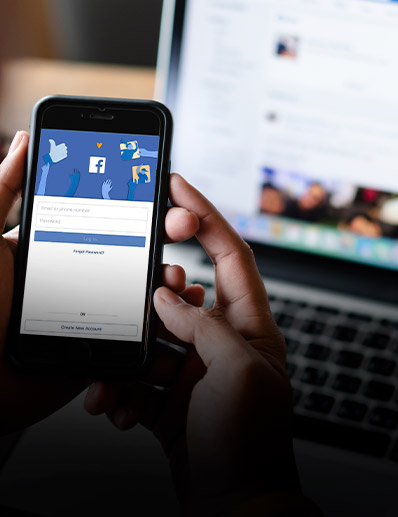 f
Email or phone number
Password
Log In
Forgot Password?
OR
Create New Account